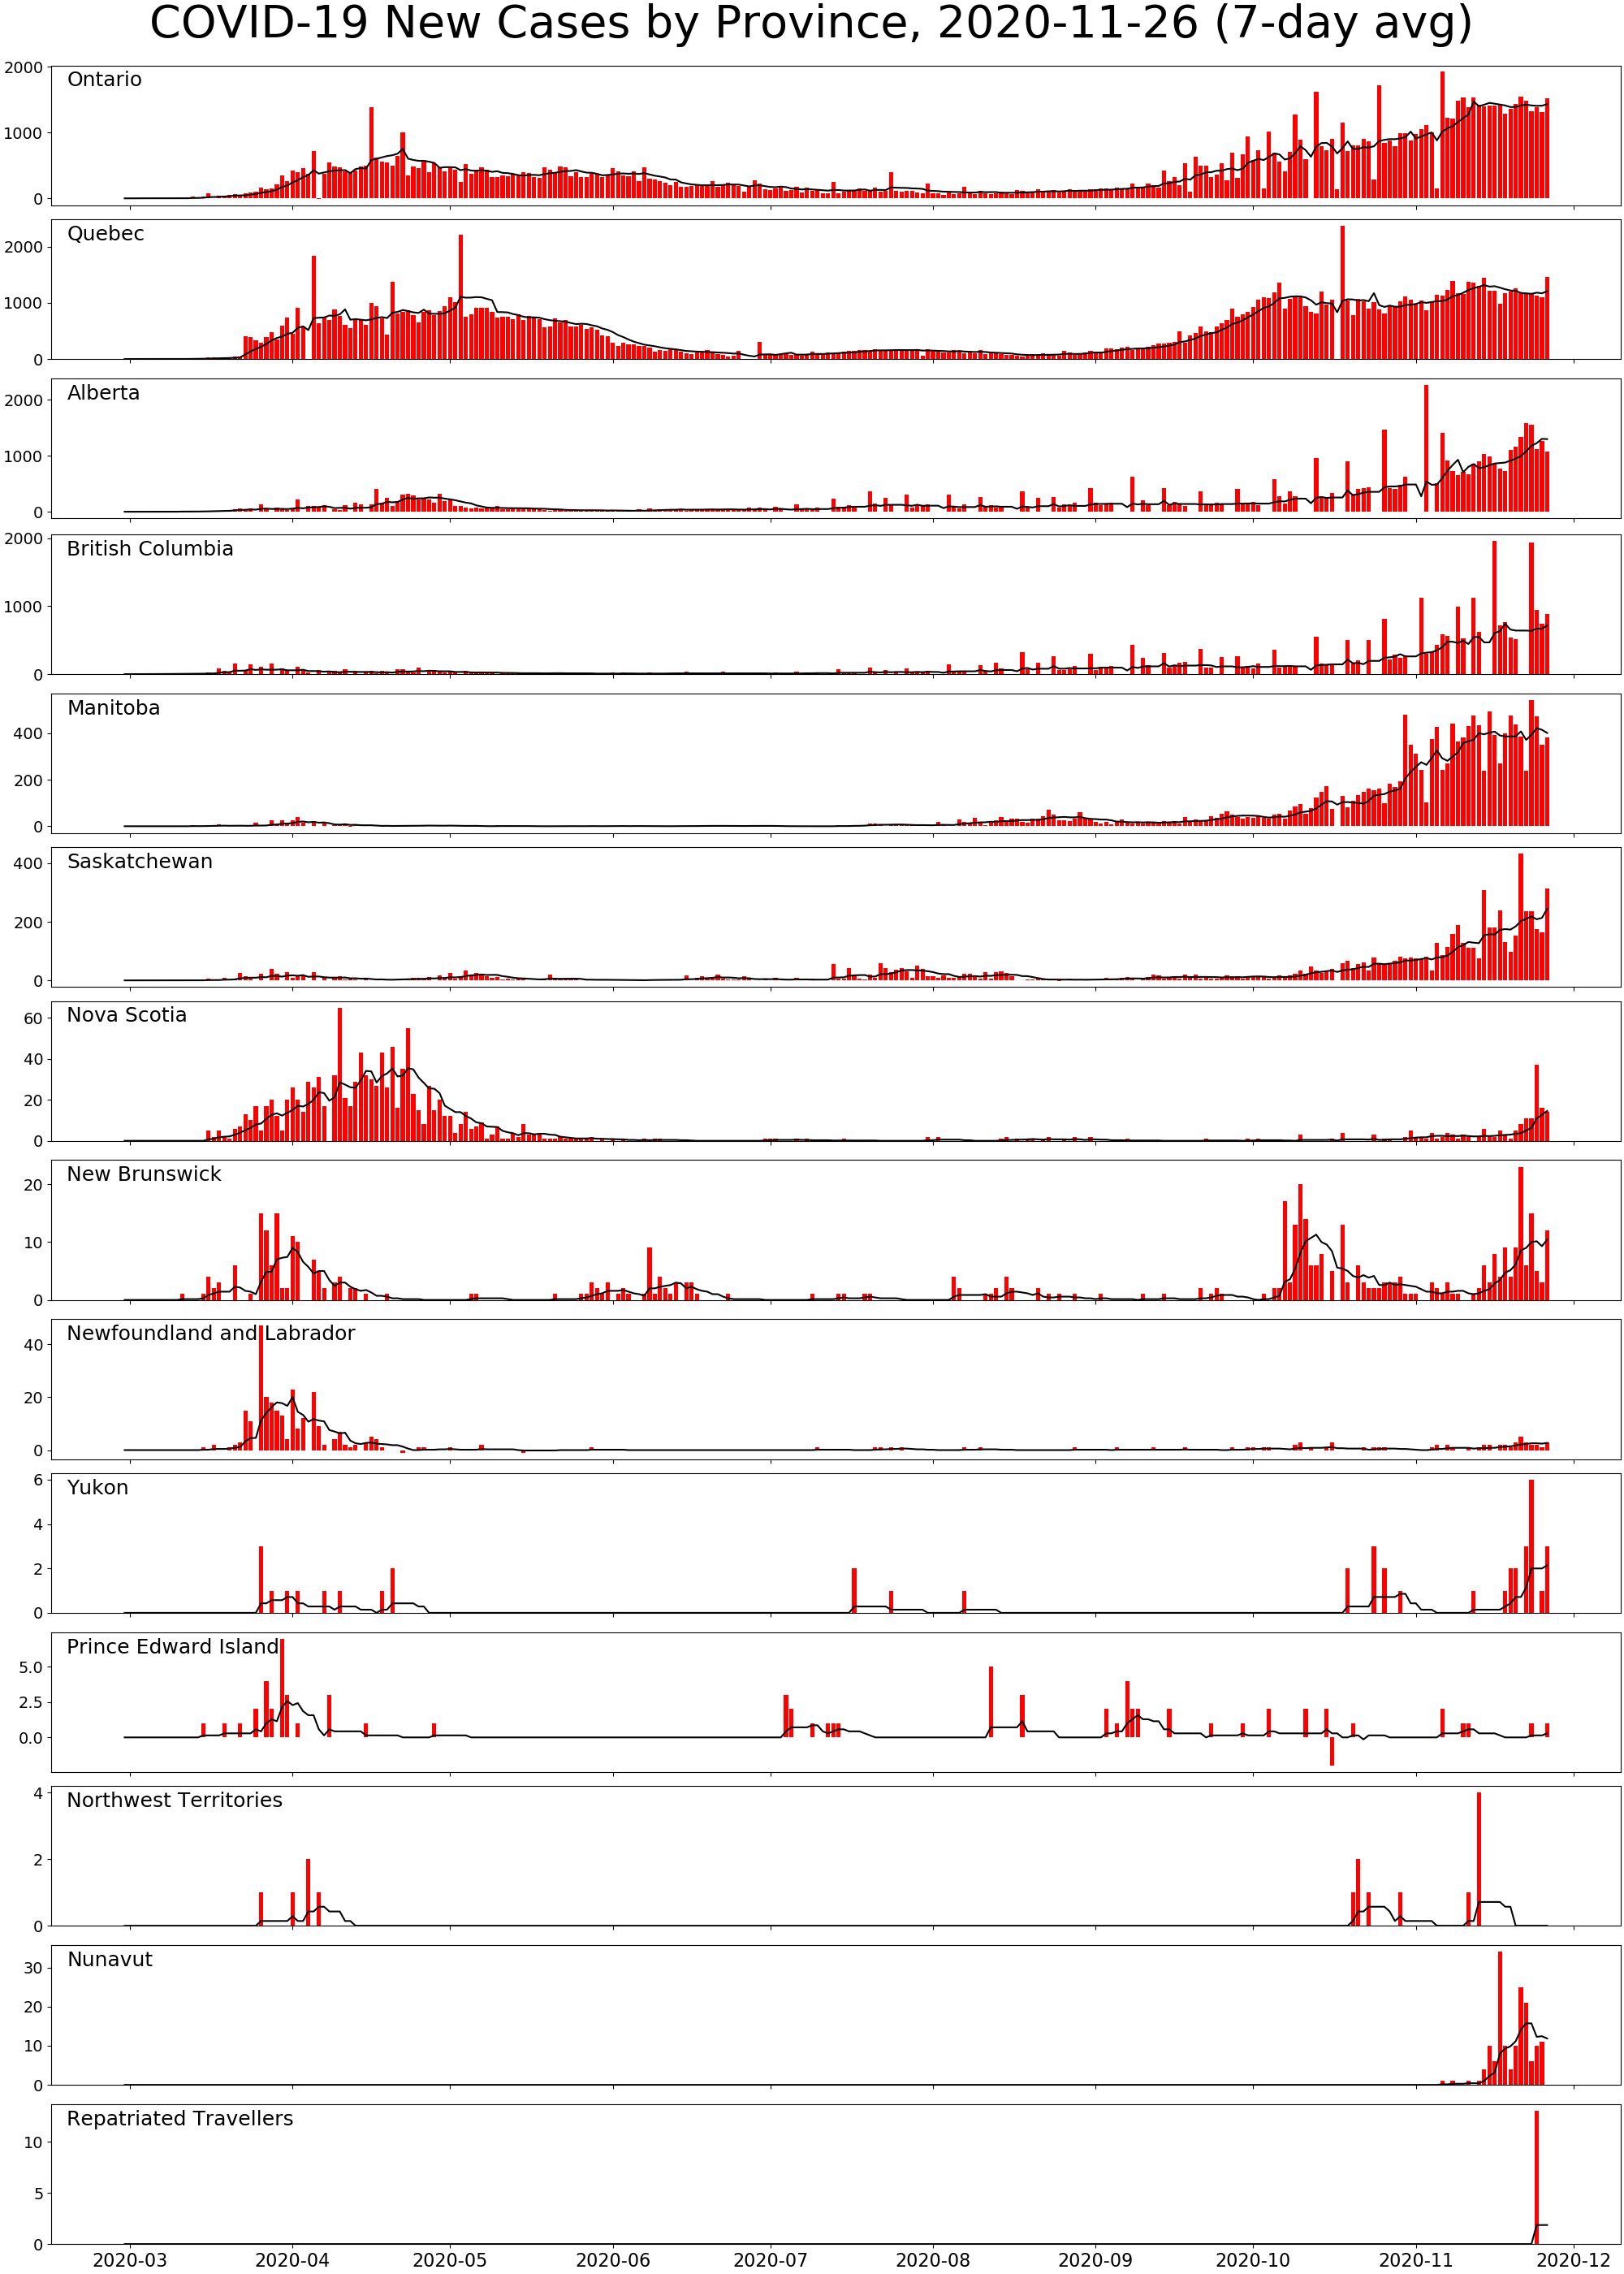 COVID-19 New Cases by Province, 2020-11-26 (7-day avg)
2000
Ontario
1000
0
Quebec
2000
1000
0
Alberta
2000
1000
0
2000
British Columbia
1000
0
Manitoba
400
200
0
Saskatchewan
400
200
0
Nova Scotia
60
40
20
0
New Brunswick
20
10
0
Newfoundland and Labrador
40
20
0
6
Yukon
4
2
0
Prince Edward Island
5.0
2.5
0.0
4
Northwest Territories
2
0
Nunavut
30
20
10
0
Repatriated Travellers
10
5
0
2020-03 2020-04 2020-05 2020-06 2020-07 2020-08 2020-09 2020-10 2020-11 2020-12